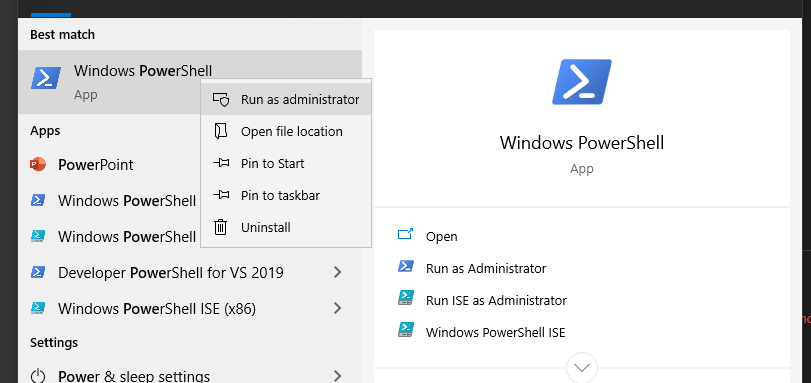 Best match
Windows PowerShell
App
Run as administrator
Open file location
Pin to Start
Pin to taskbar
Uninstall
Apps
PowerPoint
Windows PowerShell
Windows PowerShell
Developer PowerShell for VS 2019
Windows PowerShell ISE (x86)
Settings
Power & sleep settings
Windows PowerShell
App
Open
Run as Administrator
Run ISE as Administrator
Windows PowerShell ISE